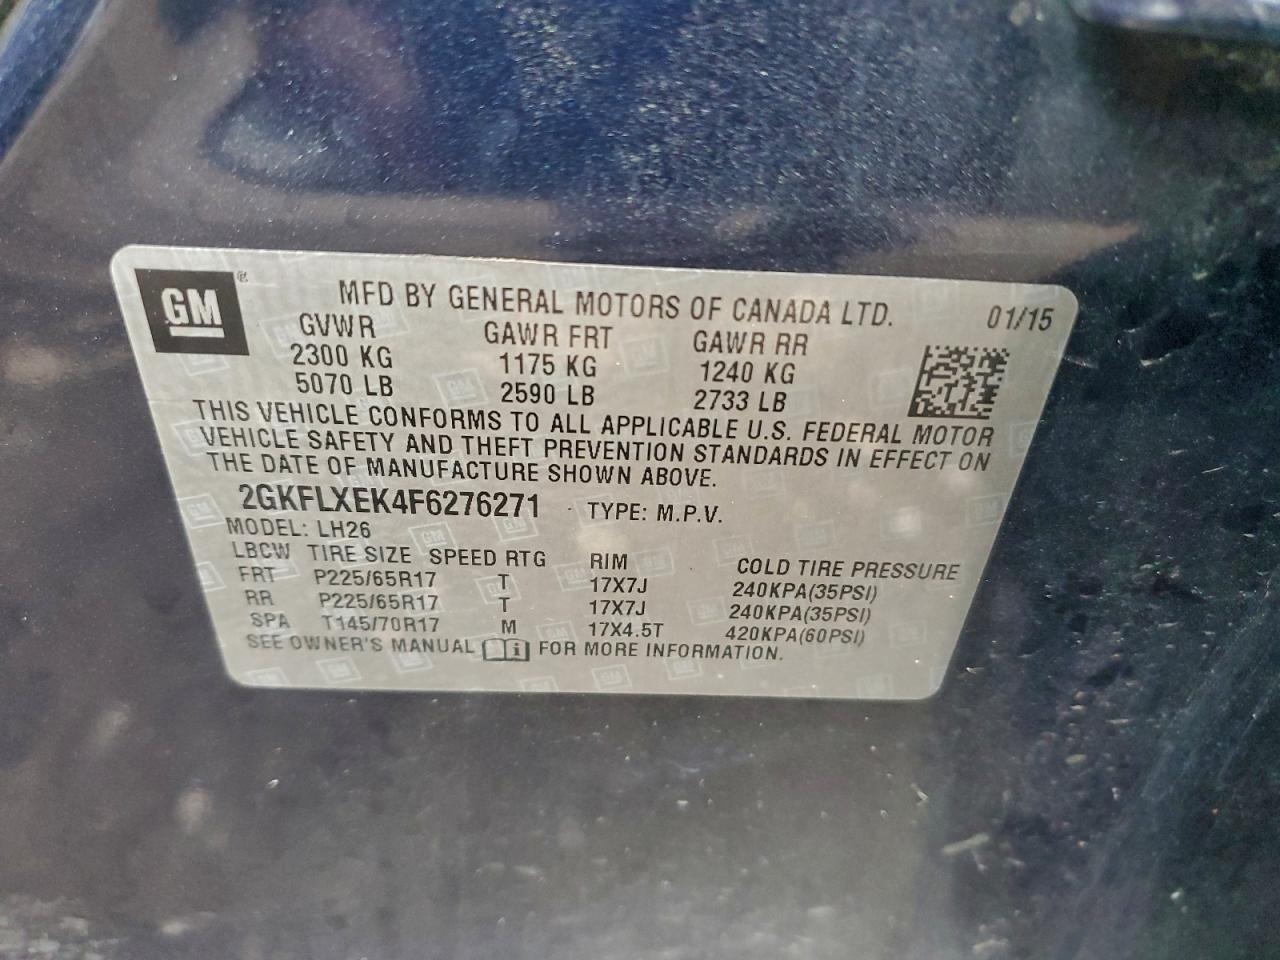 GM ®
MFD BY GENERAL MOTORS OF CANADA LTD. 01/15
GVWR GAWR FRT GAWR RR
2300 KG 1175 KG 1240 KG
5070 LB 2590 LB 2733 LB
THIS VEHICLE CONFORMS TO ALL APPLICABLE U.S. FEDERAL MOTOR
VEHICLE SAFETY AND THEFT PREVENTION STANDARDS IN EFFECT ON
THE DATE OF MANUFACTURE SHOWN ABOVE.
2GKFLXEK4F6276271 TYPE: M.P.V.
MODEL: LH26
LBCW TIRE SIZE SPEED RTG RIM COLD TIRE PRESSURE
FRT P225/65R17 T 17X7J 240KPA(35PSI)
RR P225/65R17 T 17X7J 240KPA(35PSI)
SPA T145/70R17 M 17X4.5T 420KPA(60PSI)
SEE OWNER'S MANUAL i FOR MORE INFORMATION.